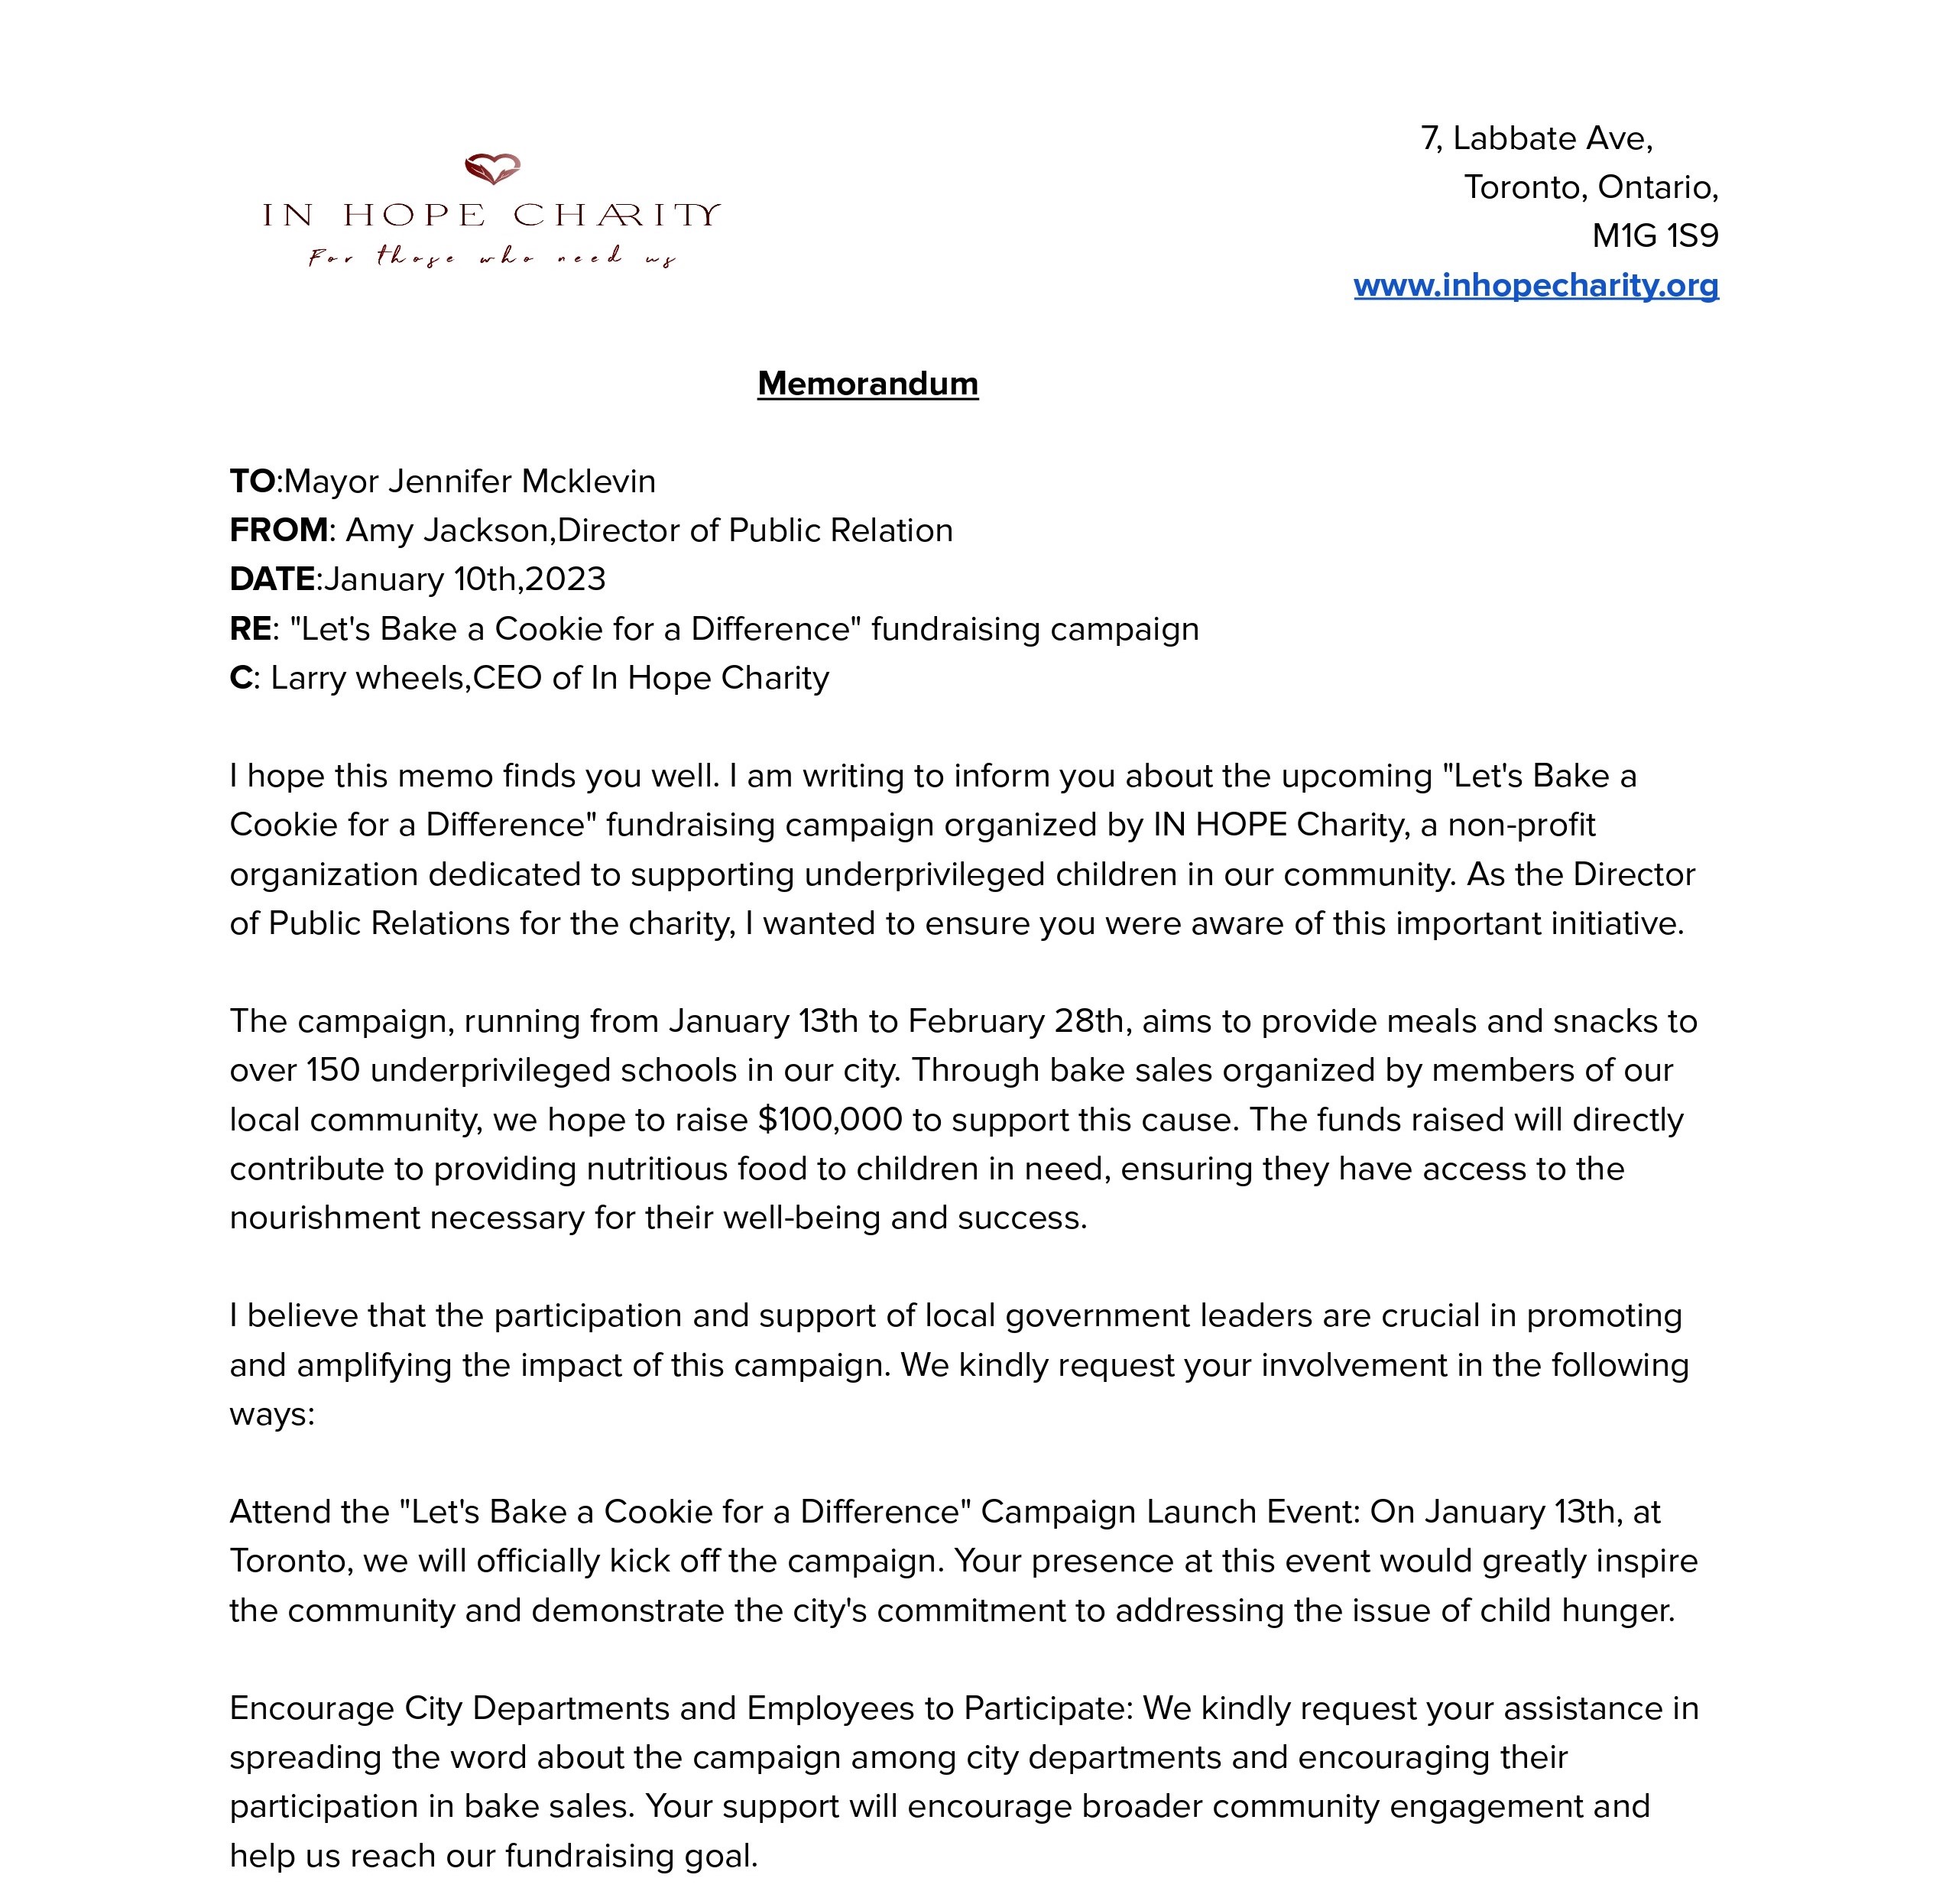 IN HOPE CHARITY
For those who need us
7, Labbate Ave,
Toronto, Ontario,
M1G 1S9
www.inhopecharity.org
Memorandum
TO:Mayor Jennifer Mcklevin
FROM: Amy Jackson,Director of Public Relation
DATE:January 10th,2023
RE: "Let's Bake a Cookie for a Difference" fundraising campaign
C: Larry wheels,CEO of In Hope Charity
I hope this memo finds you well. I am writing to inform you about the upcoming "Let's Bake a
Cookie for a Difference" fundraising campaign organized by IN HOPE Charity, a non-profit
organization dedicated to supporting underprivileged children in our community. As the Director
of Public Relations for the charity, I wanted to ensure you were aware of this important initiative.
The campaign, running from January 13th to February 28th, aims to provide meals and snacks to
over 150 underprivileged schools in our city. Through bake sales organized by members of our
local community, we hope to raise $100,000 to support this cause. The funds raised will directly
contribute to providing nutritious food to children in need, ensuring they have access to the
nourishment necessary for their well-being and success.
I believe that the participation and support of local government leaders are crucial in promoting
and amplifying the impact of this campaign. We kindly request your involvement in the following
ways:
Attend the "Let's Bake a Cookie for a Difference" Campaign Launch Event: On January 13th, at
Toronto, we will officially kick off the campaign. Your presence at this event would greatly inspire
the community and demonstrate the city's commitment to addressing the issue of child hunger.
Encourage City Departments and Employees to Participate: We kindly request your assistance in
spreading the word about the campaign among city departments and encouraging their
participation in bake sales. Your support will encourage broader community engagement and
help us reach our fundraising goal.